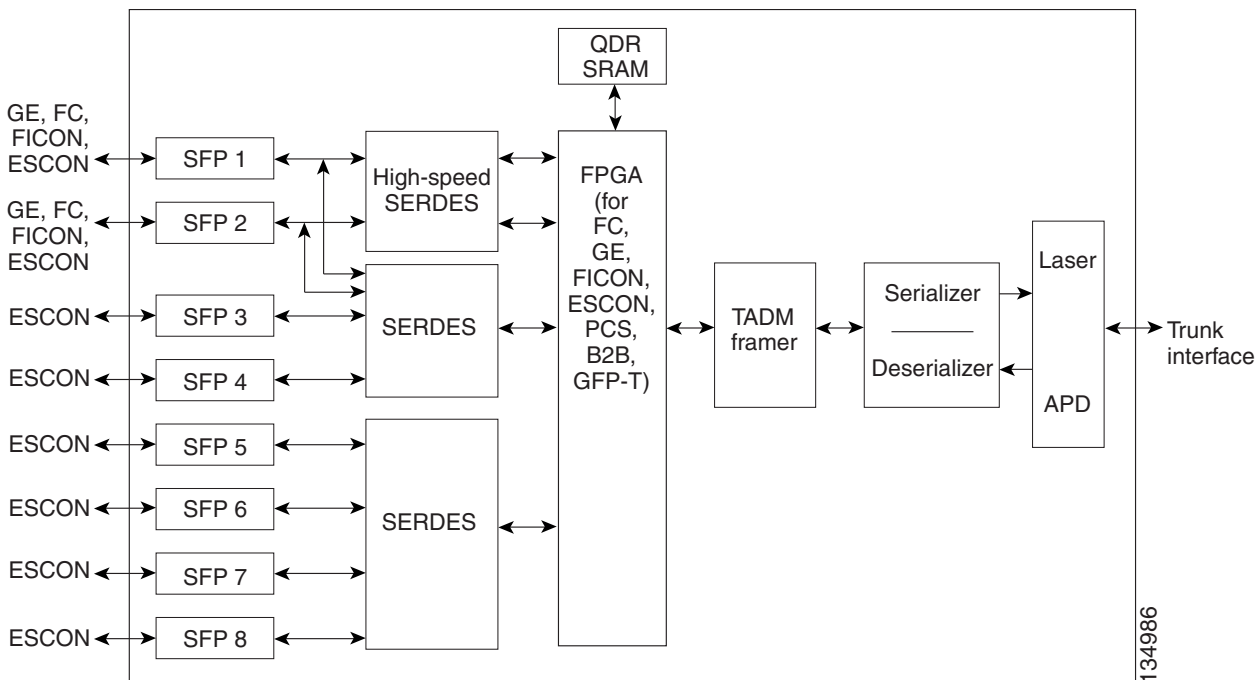 QDR
SRAM
GE, FC,
FICON,
ESCON
SFP 1
High-speed
SERDES
FPGA
(for
FC,
GE,
FICON,
ESCON,
PCS,
B2B,
GFP-T)
GE, FC,
FICON,
ESCON
SFP 2
ESCON
SFP 3
SERDES
ESCON
SFP 4
TADM
framer
Serializer
Deserializer
Laser
APD
Trunk
interface
ESCON
SFP 5
ESCON
SFP 6
SERDES
ESCON
SFP 7
ESCON
SFP 8
134986